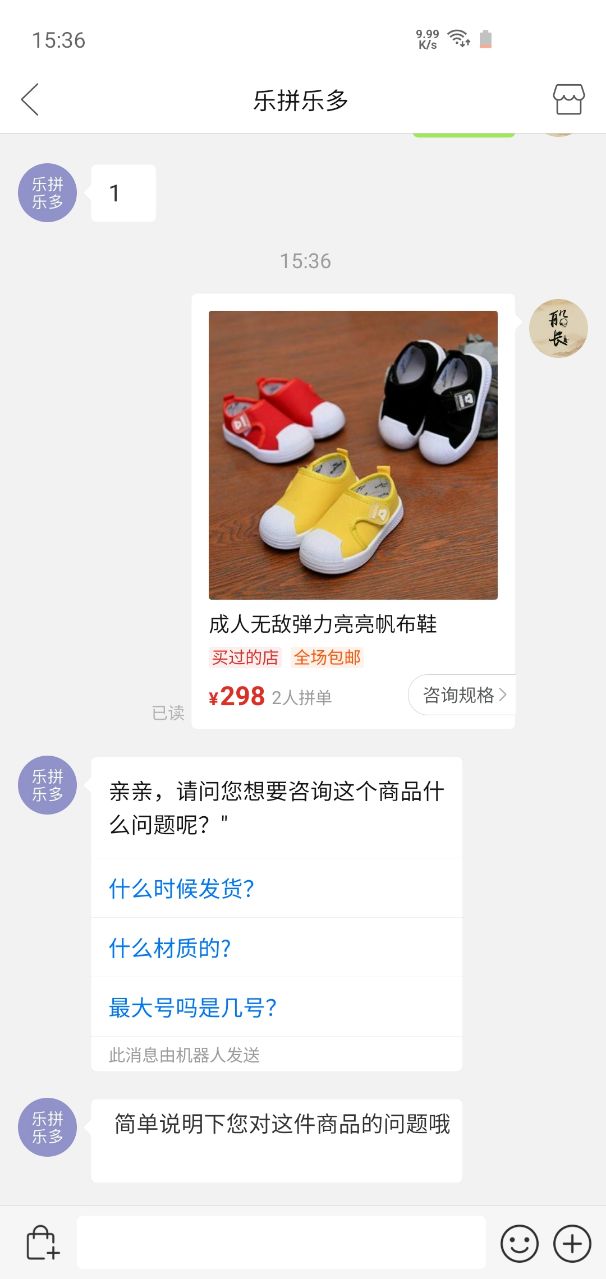 15:36
9.99
K/s
乐拼乐多
乐拼
乐多
1
15:36
船
长
成人无敌弹力亮亮帆布鞋
买过的店 全场包邮
¥298 2人拼单
咨询规格
已读
乐拼
乐多
亲亲，请问您想要咨询这个商品什
么问题呢？"
什么时候发货？
什么材质的?
最大号吗是几号？
此消息由机器人发送
乐拼
乐多
简单说明下您对这件商品的问题哦